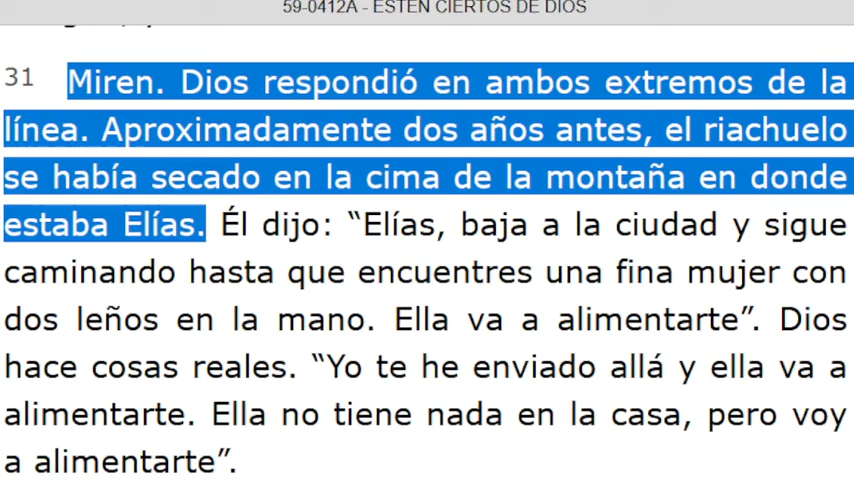 59-0412A - ESTEN CIERTOS DE DIOS
31 Miren. Dios respondió en ambos extremos de la
línea. Aproximadamente dos años antes, el riachuelo
se había secado en la cima de la montaña en donde
estaba Elías. Él dijo: “Elías, baja a la ciudad y sigue
caminando hasta que encuentres una fina mujer con
dos leños en la mano. Ella va a alimentarte”. Dios
hace cosas reales. “Yo te he enviado allá y ella va a
alimentarte. Ella no tiene nada en la casa, pero voy
a alimentarte”.